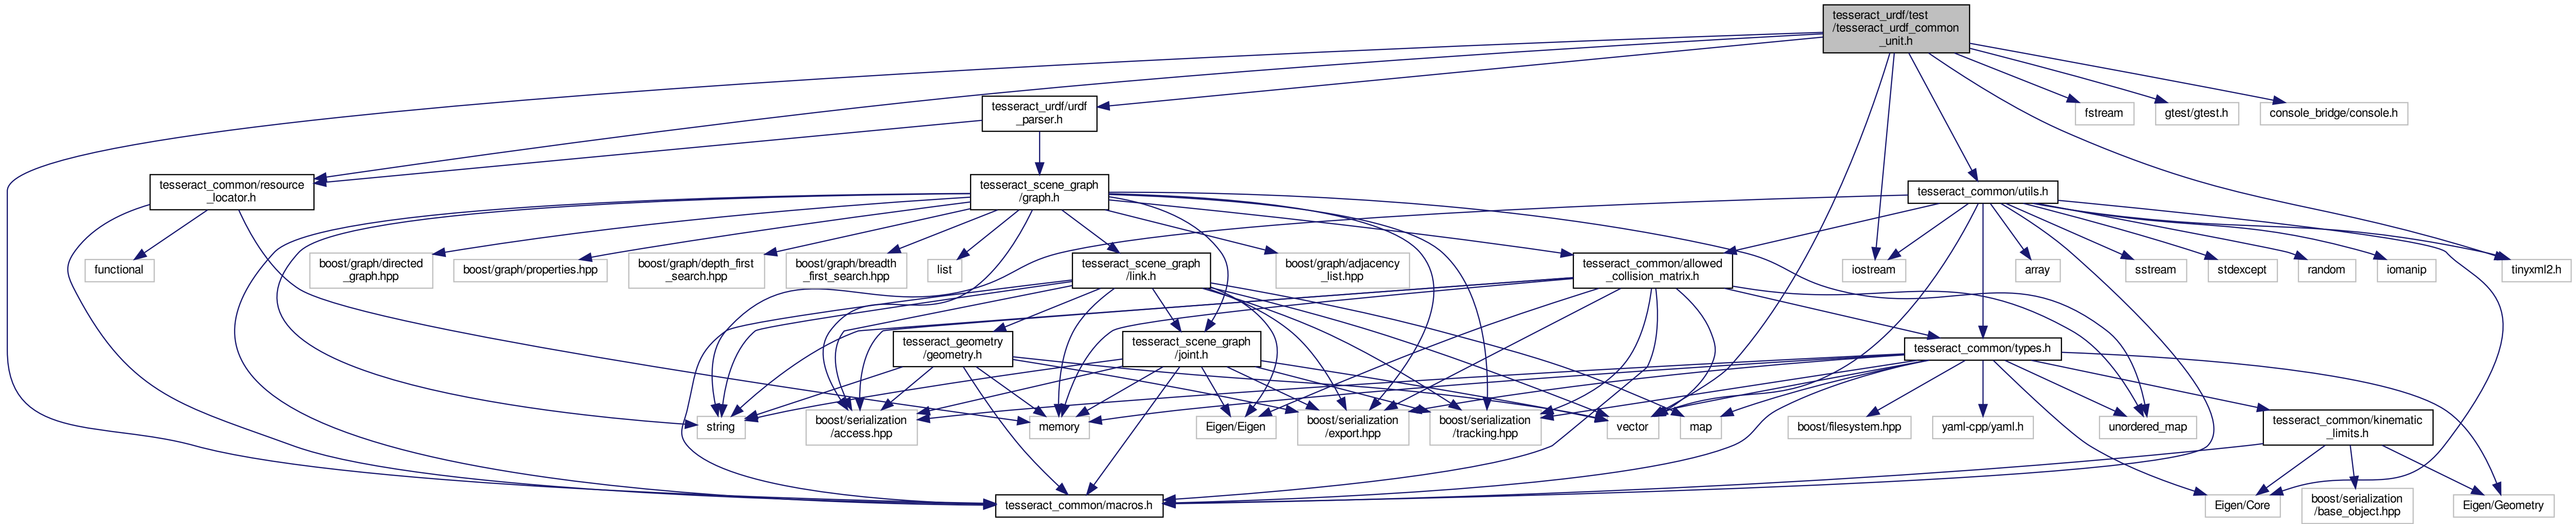 tesseract_urdf/test
/tesseract_urdf_common
_unit.h
tesseract_urdf/urdf
_parser.h
fstream
gtest/gtest.h
console_bridge/console.h
tesseract_common/resource
_locator.h
tesseract_scene_graph
/graph.h
tesseract_common/utils.h
functional
boost/graph/directed
_graph.hpp
boost/graph/properties.hpp
boost/graph/depth_first
_search.hpp
boost/graph/breadth
_first_search.hpp
list
tesseract_scene_graph
/link.h
boost/graph/adjacency
_list.hpp
tesseract_common/allowed
_collision_matrix.h
iostream
array
sstream
stdexcept
random
iomanip
tinyxml2.h
tesseract_geometry
/geometry.h
tesseract_scene_graph
/joint.h
tesseract_common/types.h
string
boost/serialization
/access.hpp
memory
Eigen/Eigen
boost/serialization
/export.hpp
boost/serialization
/tracking.hpp
vector
map
boost/filesystem.hpp
yaml-cpp/yaml.h
unordered_map
tesseract_common/kinematic
_limits.h
tesseract_common/macros.h
Eigen/Core
boost/serialization
/base_object.hpp
Eigen/Geometry